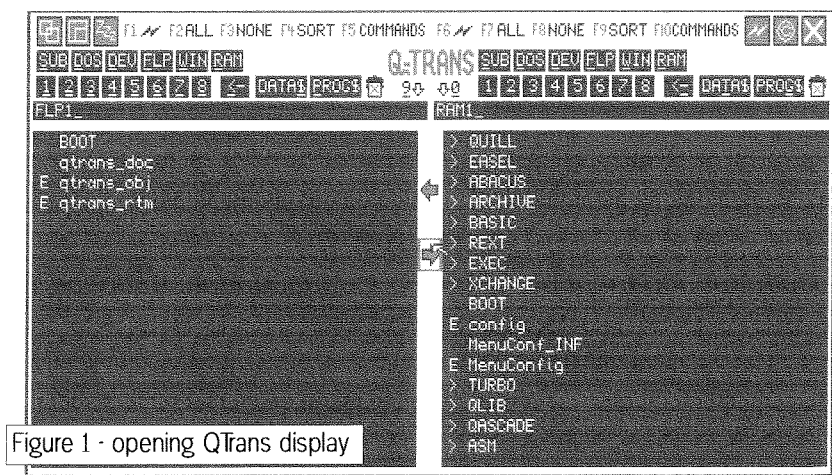 F1 F2ALL F3NONE F4SORT F5COMMANDS F6 F7ALL F8NONE F9SORT F10COMMANDS
SUB DOS DEV FLP WIN RAM
Q-TRANS
SUB DOS DEV FLP WIN RAM
1 2 3 4 5 6 7 8 <- DATA$ PROG$
9 0
1 2 3 4 5 6 7 8 <- DATA$ PROG$
FLP1_
RAM1_
BOOT
qtrans_doc
E qtrans_obj
E qtrans_rtm
> QUILL
> EASEL
> ABACUS
> ARCHIVE
> BASIC
> REXT
> EXEC
> XCHANGE
BOOT
E config
MenuConf_INF
E MenuConfig
> TURBO
> QLIB
> QASCADE
> ASM
Figure 1 - opening QTrans display